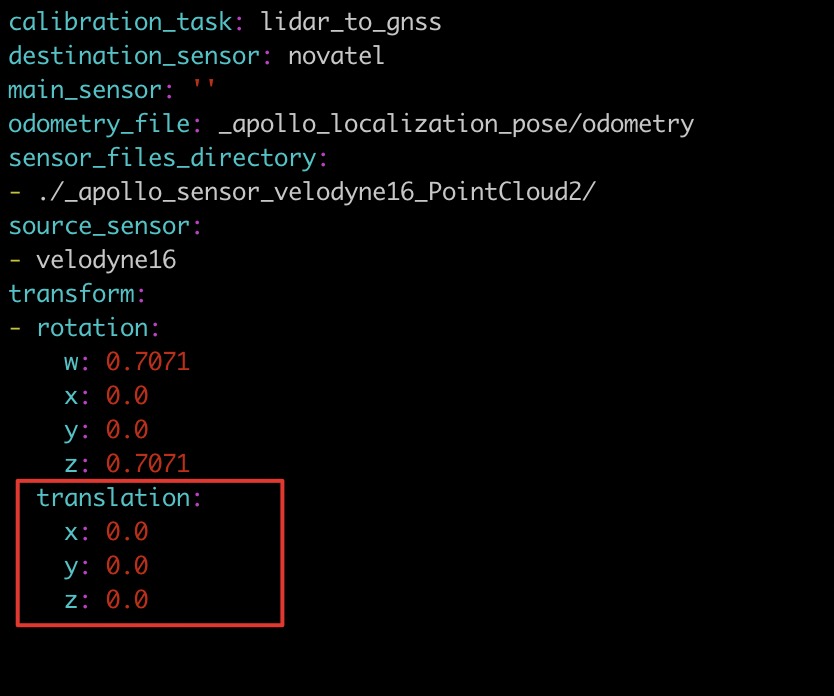 calibration_task: lidar_to_gnss
destination_sensor: novatel
main_sensor: ''
odometry_file: _apollo_localization_pose/odometry
sensor_files_directory:
- ./_apollo_sensor_velodyne16_PointCloud2/
source_sensor:
- velodyne16
transform:
- rotation:
    w: 0.7071
    x: 0.0
    y: 0.0
    z: 0.7071
  translation:
    x: 0.0
    y: 0.0
    z: 0.0